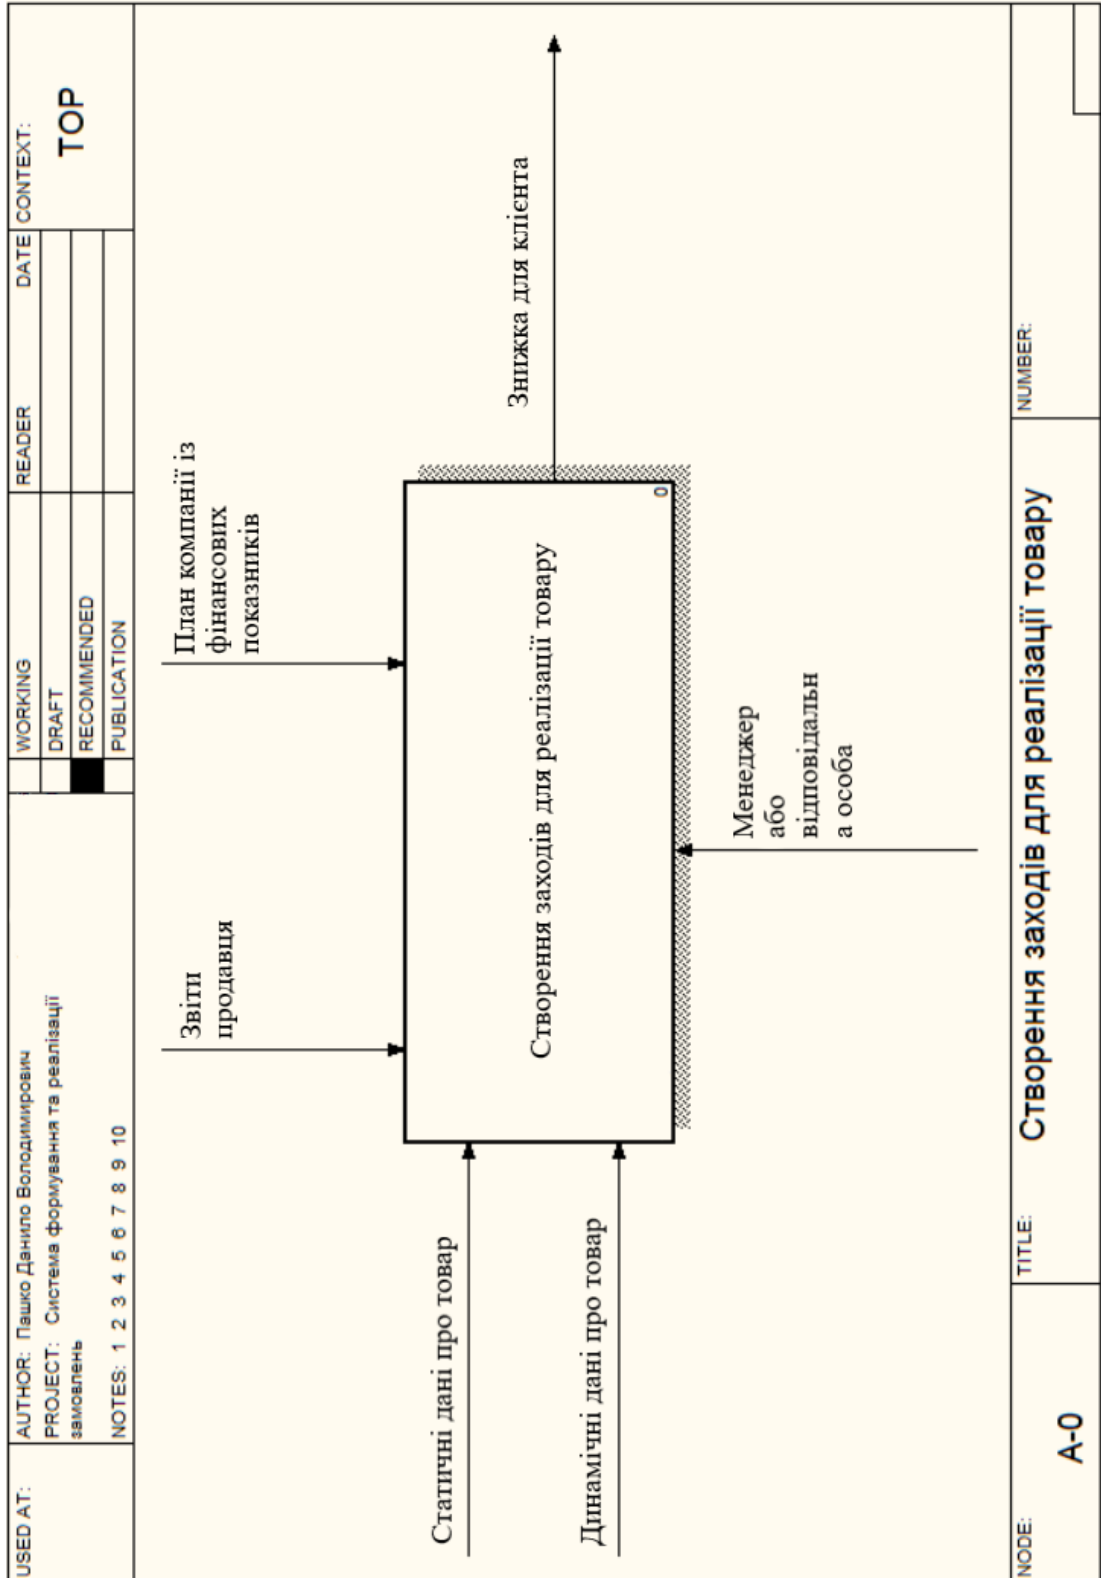 USED AT:
AUTHOR: Пашко Данило Володимирович
PROJECT: Система формування та реалізації
замовлень
NOTES: 1 2 3 4 5 6 7 8 9 10
WORKING
DRAFT
RECOMMENDED
PUBLICATION
READER
DATE
CONTEXT:
TOP
Звіти
продавця
План компанії із
фінансових
показників
Статичні дані про товар
Динамічні дані про товар
Створення заходів для реалізації товару
0
Знижка для клієнта
Менеджер
або
відповідальн
а особа
NODE:
A-0
TITLE:
Створення заходів для реалізації товару
NUMBER: